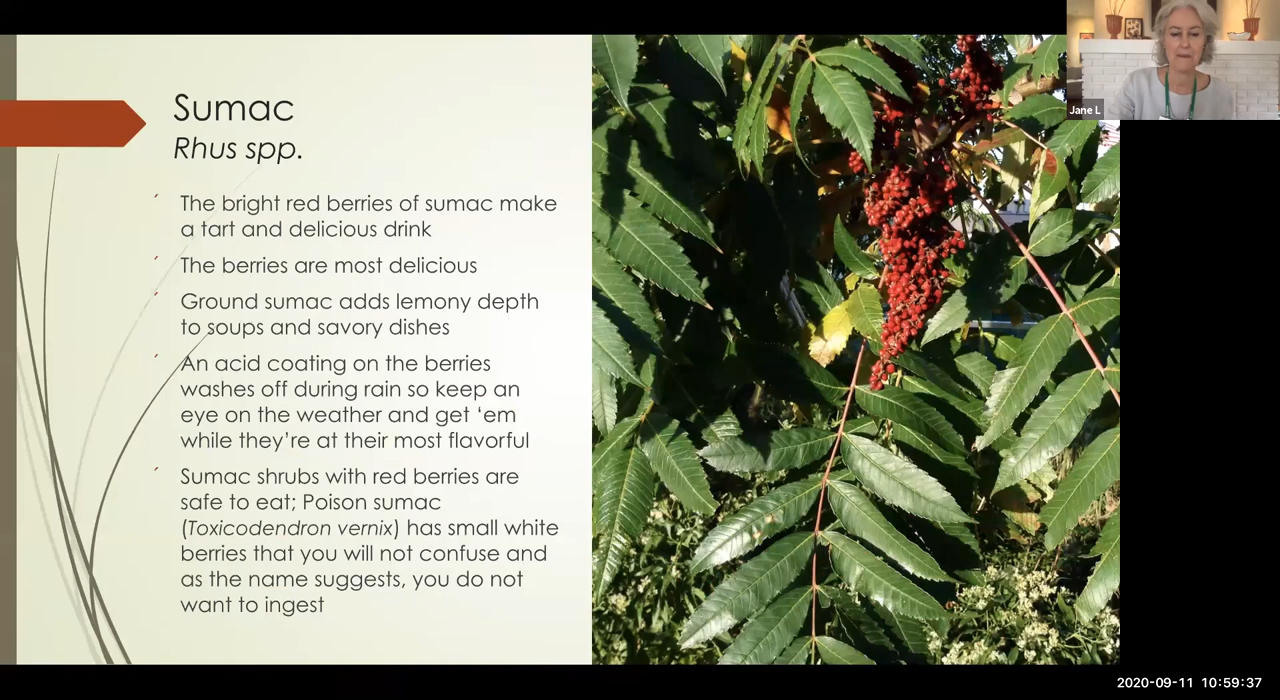 Sumac
Rhus spp.
The bright red berries of sumac make
a tart and delicious drink
The berries are most delicious
Ground sumac adds lemony depth
to soups and savory dishes
An acid coating on the berries
washes off during rain so keep an
eye on the weather and get ‘em
while they’re at their most flavorful
Sumac shrubs with red berries are
safe to eat; Poison sumac
(Toxicodendron vernix) has small white
berries that you will not confuse and
as the name suggests, you do not
want to ingest
Jane L
2020-09-11 10:59:37